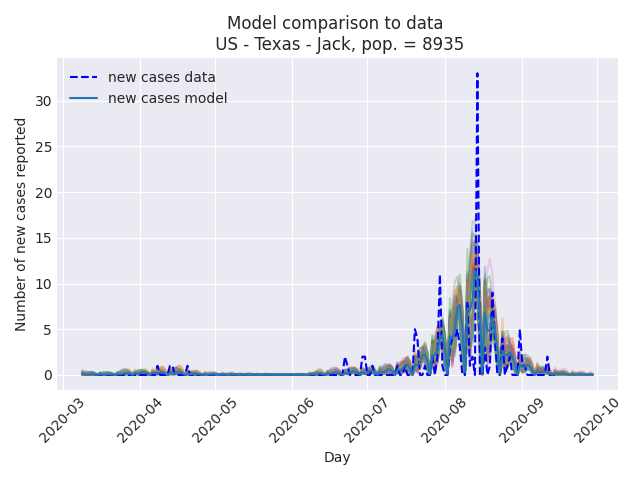 Model comparison to data
US - Texas - Jack, pop. = 8935
new cases data
new cases model
Number of new cases reported
30
25
20
15
10
5
0
2020-03
2020-04
2020-05
2020-06
2020-07
2020-08
2020-09
2020-10
Day